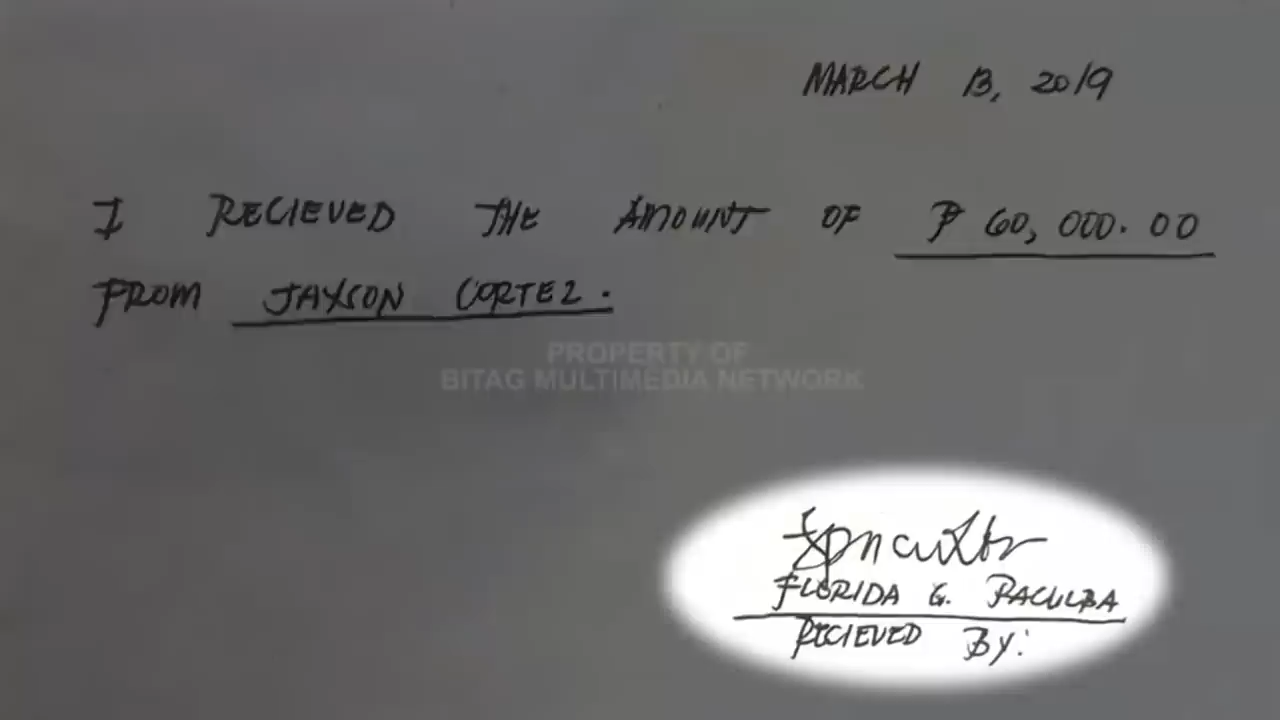 MARCH 13, 2019
I RECIEVED THE AMOUNT OF ₱ 60,000.00
FROM JAYSON CORTEZ.
PROPERTY OF
BITAG MULTIMEDIA NETWORK
FLORIDA G. PACULBA
RECIEVED BY: